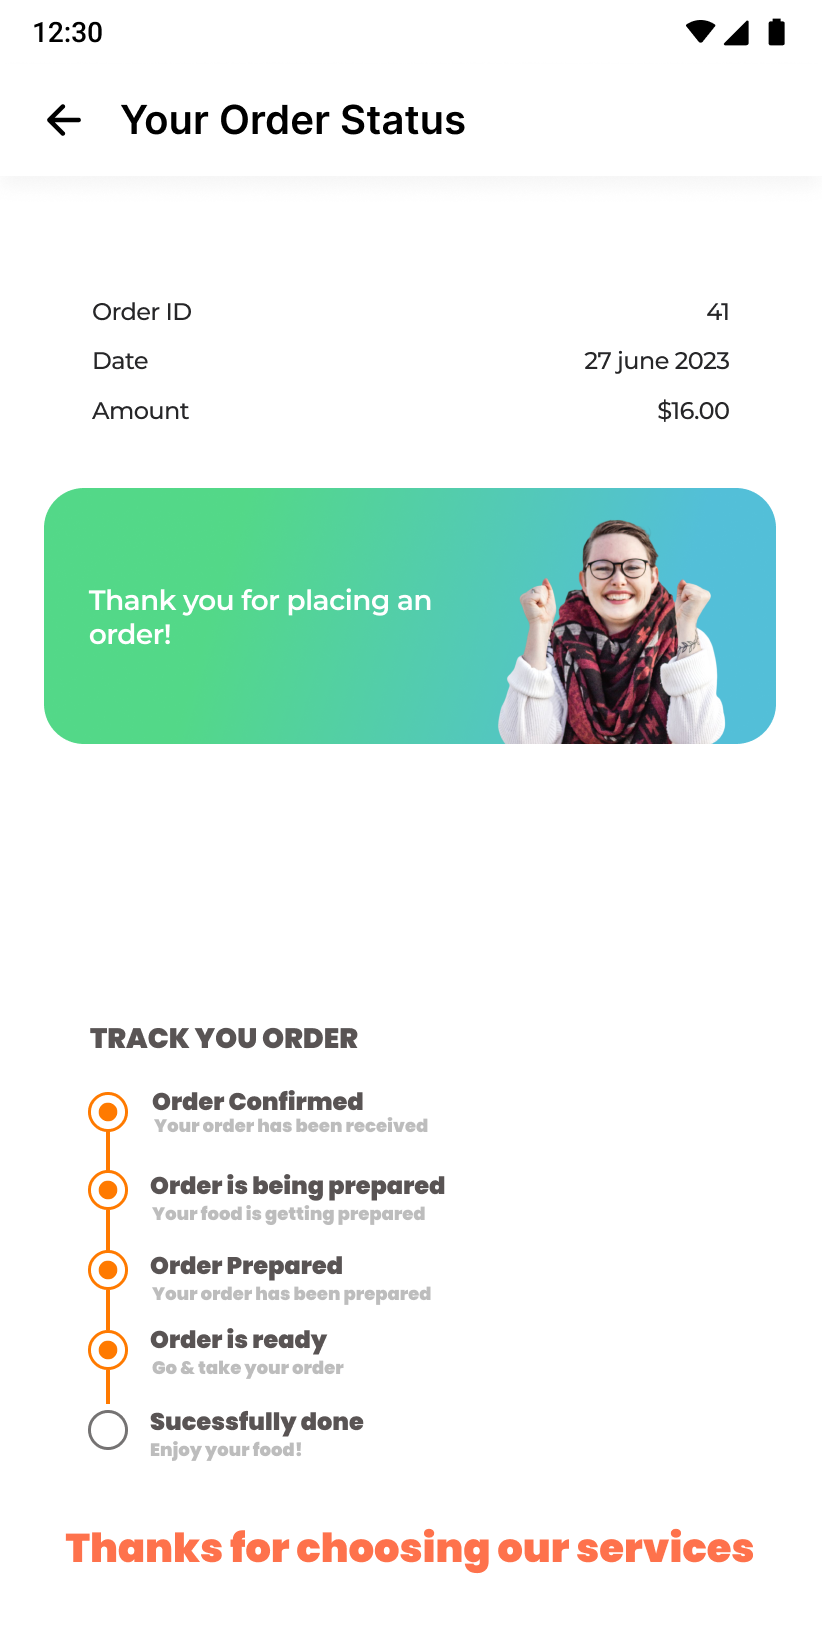 12:30
Your Order Status
Order ID 41
Date 27 june 2023
Amount $16.00
Thank you for placing an
order!
TRACK YOU ORDER
Order Confirmed
Your order has been received
Order is being prepared
Your food is getting prepared
Order Prepared
Your order has been prepared
Order is ready
Go & take your order
Sucessfully done
Enjoy your food!
Thanks for choosing our services